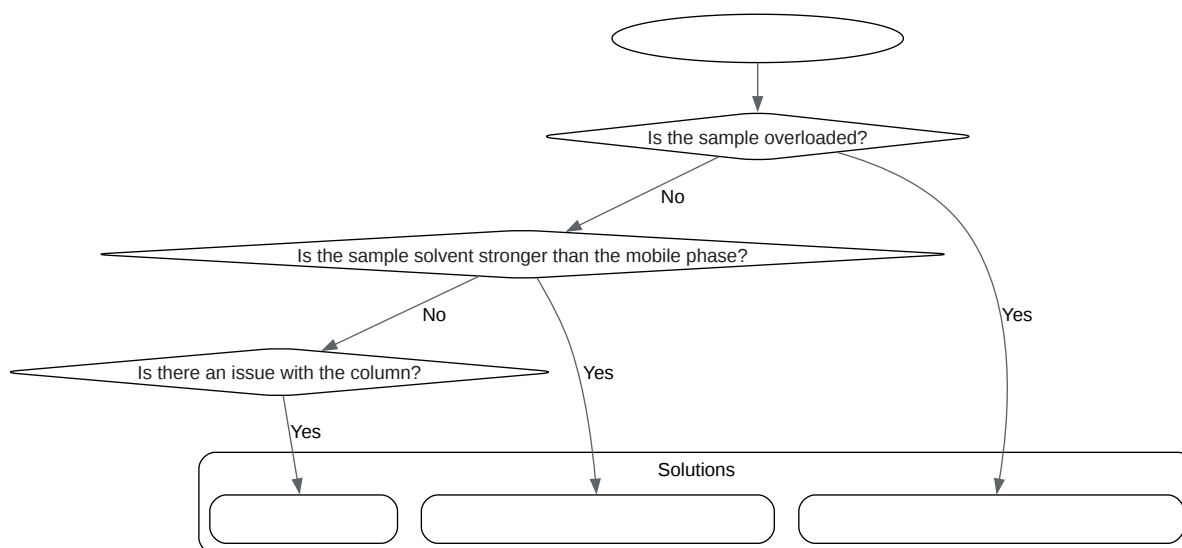 Is the sample overloaded?
No
Is the sample solvent stronger than the mobile phase?
Yes
No
Is there an issue with the column?
Yes
Yes
Solutions